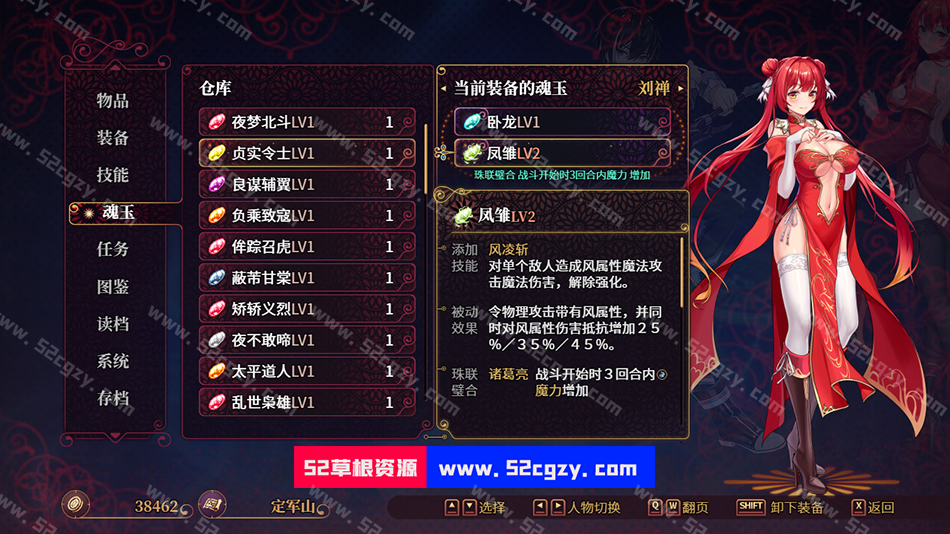 物品
装备
技能
魂玉
任务
图鉴
读档
系统
存档
仓库
夜梦北斗LV1 1
贞实令士LV1 1
良谋辅翼LV1 1
负乘致寇LV1 1
侔踪召虎LV1 1
蔽芾甘棠LV1 1
矫轿义烈LV1 1
夜不敢啼LV1 1
太平道人LV1 1
乱世枭雄LV1 1
当前装备的魂玉 刘禅
卧龙LV1
凤雏LV2
珠联璧合 战斗开始时3回合内魔力 增加
凤雏LV2
添加技能 风凌斩
对单个敌人造成风属性魔法攻
击魔法伤害，解除强化。
被动效果 令物理攻击带有风属性，并同
时对风属性伤害抵抗增加２５
％／３５％／４５％。
珠联璧合 诸葛亮 战斗开始时３回合内
魔力增加
52草根资源 www.52cgzy.com
38462 定军山
选择 人物切换 Q W 翻页 SHIFT 卸下装备 X 返回
www.52cgzy.com